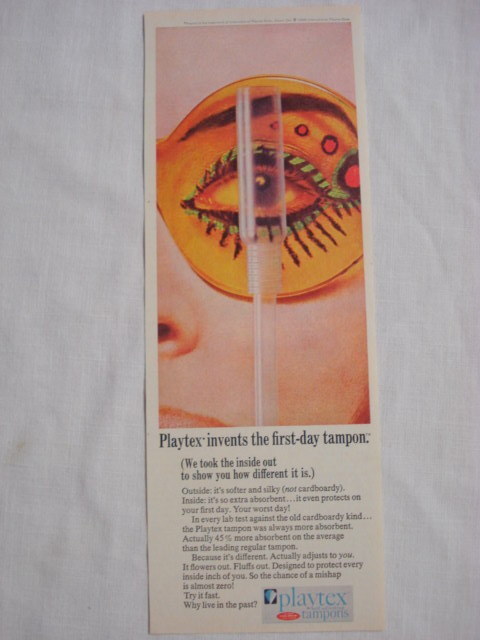 Playtex invents the first-day tampon.™
(We took the inside out
to show you how different it is.)
Outside: it's softer and silky (not cardboardy).
Inside: it's so extra absorbent...it even protects on
your first day. Your worst day!
In every lab test against the old cardboardy kind...
the Playtex tampon was always more absorbent.
Actually 45% more absorbent on the average
than the leading regular tampon.
Because it's different. Actually adjusts to you.
It flowers out. Fluffs out. Designed to protect every
inside inch of you. So the chance of a mishap
is almost zero!
Try it fast.
Why live in the past?
playtex
tampons